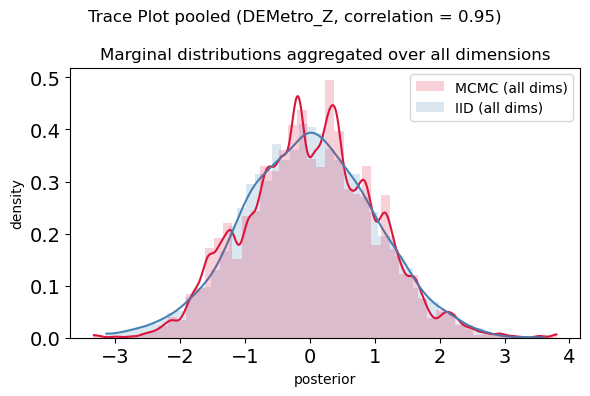 Trace Plot pooled (DEMetro_Z, correlation = 0.95)
Marginal distributions aggregated over all dimensions
MCMC (all dims)
IID (all dims)
density
0.5
0.4
0.3
0.2
0.1
0.0
−3 −2 −1 0 1 2 3 4
posterior